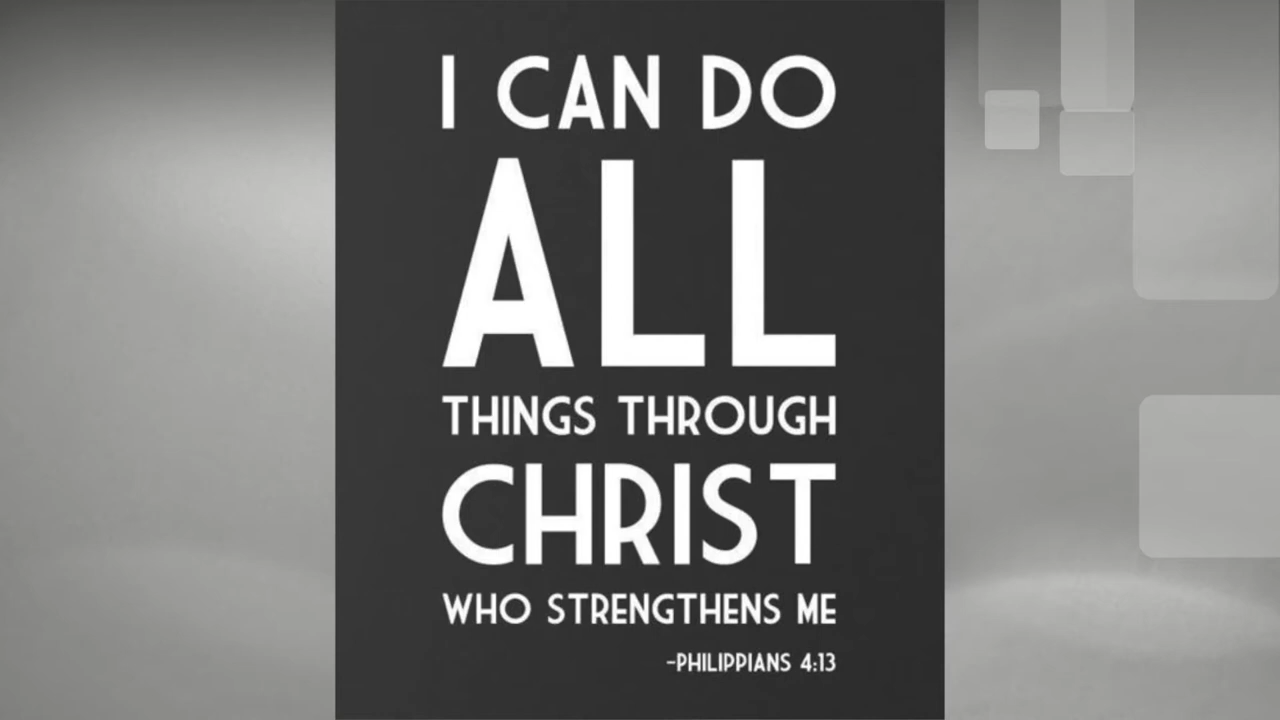 I CAN DO
ALL
THINGS THROUGH
CHRIST
WHO STRENGTHENS ME
-PHILIPPIANS 4:13